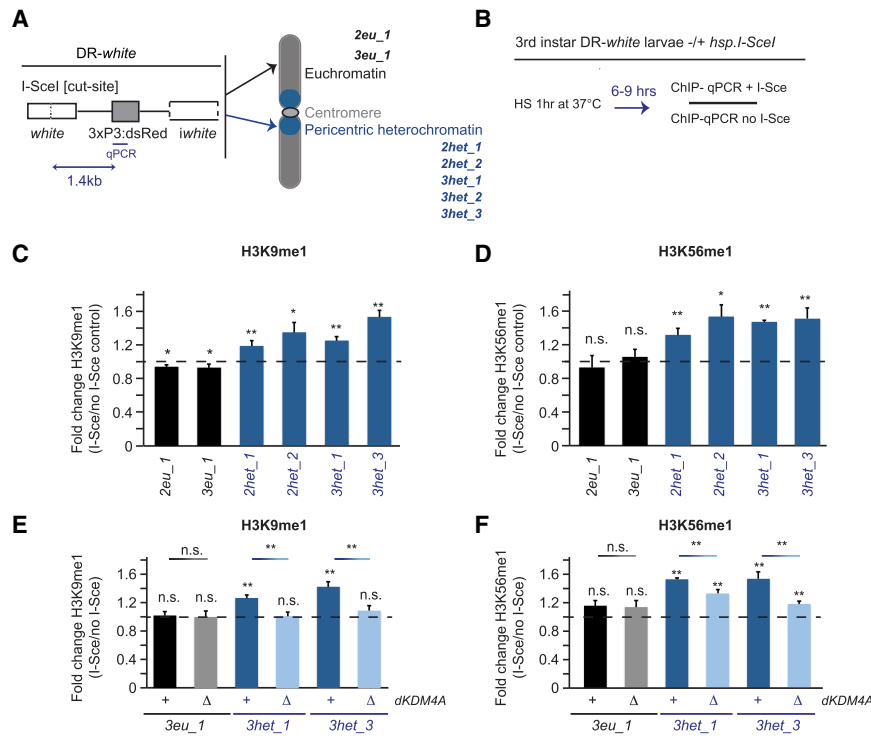 A
DR-white
I-SceI [cut-site]
white
3xP3:dsRed
iwhite
qPCR
1.4kb
2eu_1
3eu_1
Euchromatin
Centromere
Pericentric heterochromatin
2het_1
2het_2
3het_1
3het_2
3het_3
B
3rd instar DR-white larvae -/+ hsp.I-SceI
HS 1hr at 37°C
6-9 hrs
ChIP- qPCR + I-Sce
ChIP-qPCR no I-Sce
C
H3K9me1
Fold change H3K9me1
(I-Sce/no I-Sce control)
1.6
1.2
0.8
0.4
0
* * ** * ** **
2eu_1 3eu_1 2het_1 2het_2 3het_1 3het_3
D
H3K56me1
Fold change H3K56me1
(I-Sce/no I-Sce control)
1.6
1.2
0.8
0.4
0
n.s. n.s. ** * ** **
2eu_1 3eu_1 2het_1 2het_2 3het_1 3het_3
E
H3K9me1
Fold change H3K9me1
(I-Sce/no I-Sce)
1.6
1.2
0.8
0.4
0
n.s. ** **
n.s. n.s. ** n.s. ** n.s.
+ Δ + Δ + Δ dKDM4A
3eu_1 3het_1 3het_3
F
H3K56me1
Fold change H3K56me1
(I-Sce/no I-Sce)
1.6
1.2
0.8
0.4
0
n.s. ** **
n.s. n.s. ** ** ** **
+ Δ + Δ + Δ dKDM4A
3eu_1 3het_1 3het_3